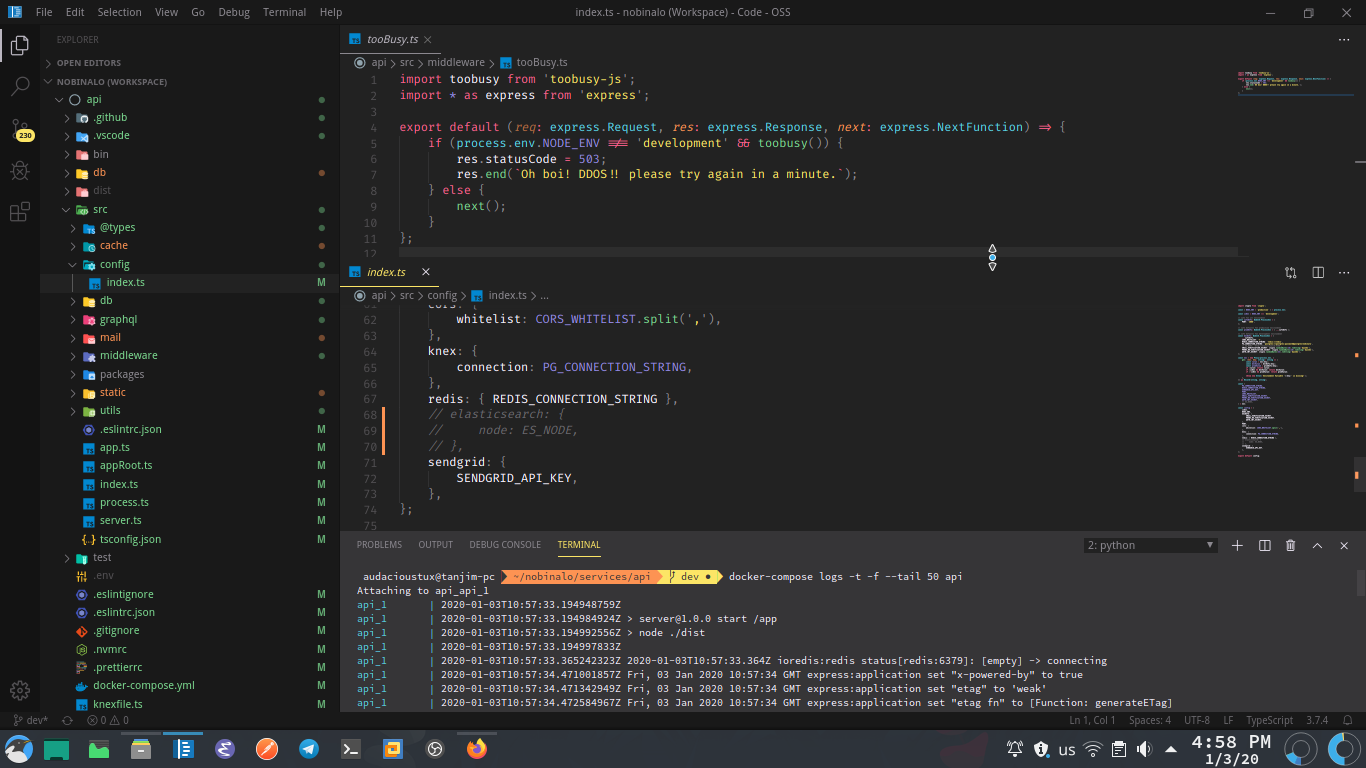 File Edit Selection View Go Debug Terminal Help
index.ts - nobinalo (Workspace) - Code - OSS
EXPLORER
OPEN EDITORS
NOBINALO (WORKSPACE)
api
.github
.vscode
bin
db
dist
src
@types
cache
config
index.ts M
db
graphql
mail
middleware
packages
static
utils
.eslintrc.json M
app.ts M
appRoot.ts M
index.ts M
process.ts M
server.ts M
tsconfig.json M
test
.env
.eslintignore M
.eslintrc.json M
.gitignore M
.nvmrc M
.prettierrc M
docker-compose.yml M
knexfile.ts M
230
tooBusy.ts
api › src › middleware › tooBusy.ts
1 import toobusy from 'toobusy-js';
2 import * as express from 'express';
3
4 export default (req: express.Request, res: express.Response, next: express.NextFunction) => {
5 if (process.env.NODE_ENV !== 'development' && toobusy()) {
6 res.statusCode = 503;
7 res.end(`Oh boi! DDOS!! please try again in a minute.`);
8 } else {
9 next();
10 }
11 };
12
index.ts
api › src › config › index.ts › ...
62 whitelist: CORS_WHITELIST.split(','),
63 },
64 knex: {
65 connection: PG_CONNECTION_STRING,
66 },
67 redis: { REDIS_CONNECTION_STRING },
68 // elasticsearch: {
69 // node: ES_NODE,
70 // },
71 sendgrid: {
72 SENDGRID_API_KEY,
73 },
74 };
75
PROBLEMS OUTPUT DEBUG CONSOLE TERMINAL
2: python
audacioustux@tanjim-pc ~/nobinalo/services/api dev ● docker-compose logs -t -f --tail 50 api
Attaching to api_api_1
api_1 | 2020-01-03T10:57:33.194948759Z
api_1 | 2020-01-03T10:57:33.194984924Z > server@1.0.0 start /app
api_1 | 2020-01-03T10:57:33.194992556Z > node ./dist
api_1 | 2020-01-03T10:57:33.194997833Z
api_1 | 2020-01-03T10:57:33.365242323Z 2020-01-03T10:57:33.364Z ioredis:redis status[redis:6379]: [empty] -> connecting
api_1 | 2020-01-03T10:57:34.471001857Z Fri, 03 Jan 2020 10:57:34 GMT express:application set "x-powered-by" to true
api_1 | 2020-01-03T10:57:34.471342949Z Fri, 03 Jan 2020 10:57:34 GMT express:application set "etag" to 'weak'
api_1 | 2020-01-03T10:57:34.472584967Z Fri, 03 Jan 2020 10:57:34 GMT express:application set "etag fn" to [Function: generateETag]
dev* 0 0 Ln 1, Col 1 Spaces: 4 UTF-8 LF TypeScript 3.7.4
us
4:58 PM
1/3/20